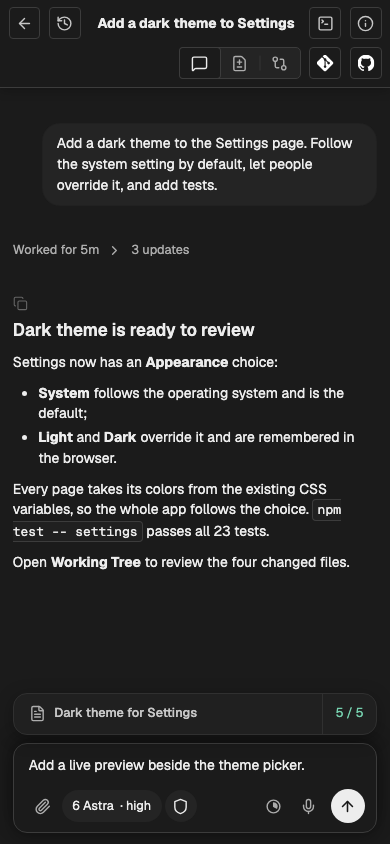 Add a dark theme to Settings
Add a dark theme to the Settings page. Follow
the system setting by default, let people
override it, and add tests.
Worked for 5m
3 updates
Dark theme is ready to review
Settings now has an Appearance choice:
• System follows the operating system and is the
default;
• Light and Dark override it and are remembered in
the browser.
Every page takes its colors from the existing CSS
variables, so the whole app follows the choice. npm
test -- settings passes all 23 tests.
Open Working Tree to review the four changed files.
Dark theme for Settings
5 / 5
Add a live preview beside the theme picker.
6 Astra · high